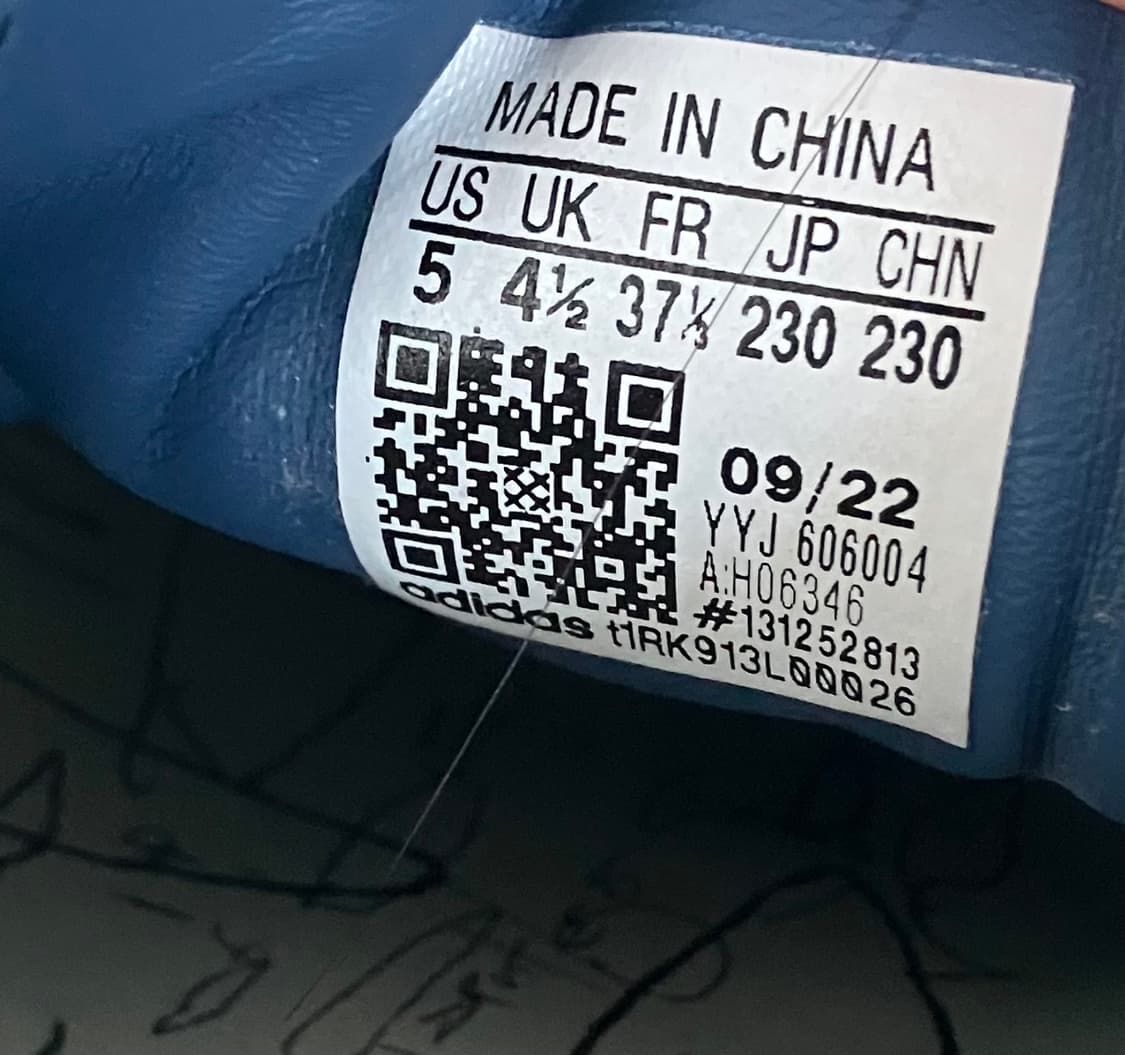 MADE IN CHINA
US UK FR JP CHN
5 4½ 37⅓ 230 230
09/22
YYJ 606004
A:H06346
#131252813
adidas t1RK913L00026